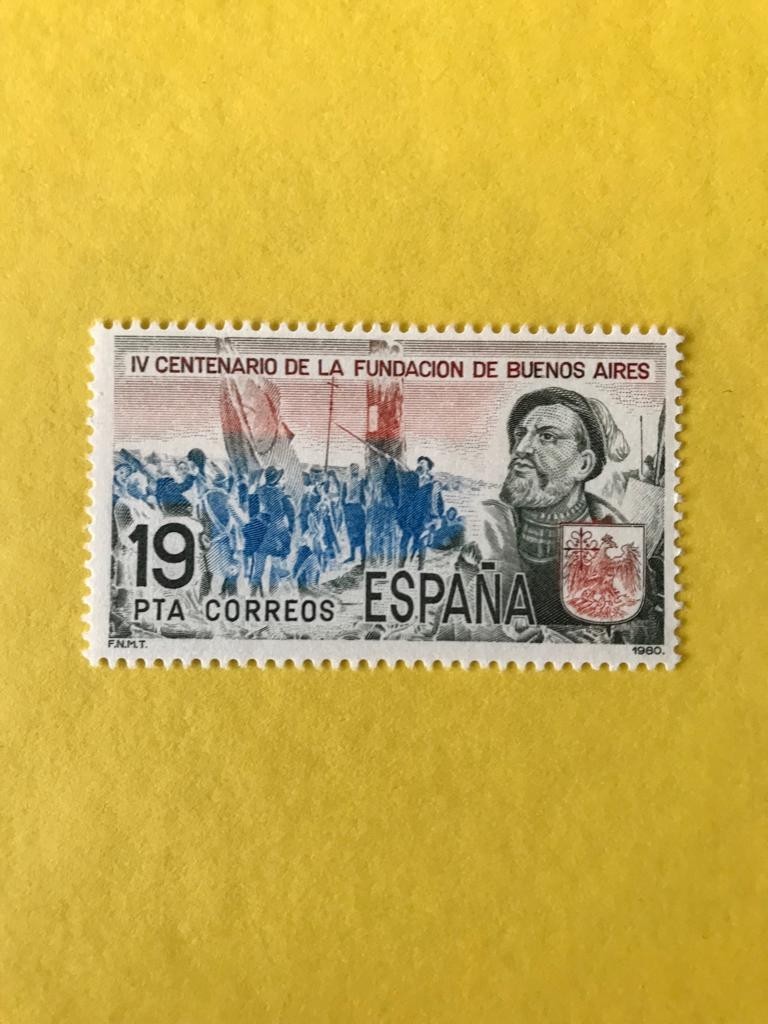 IV CENTENARIO DE LA FUNDACION DE BUENOS AIRES
19
PTA CORREOS ESPAÑA
F.N.M.T. 1980.